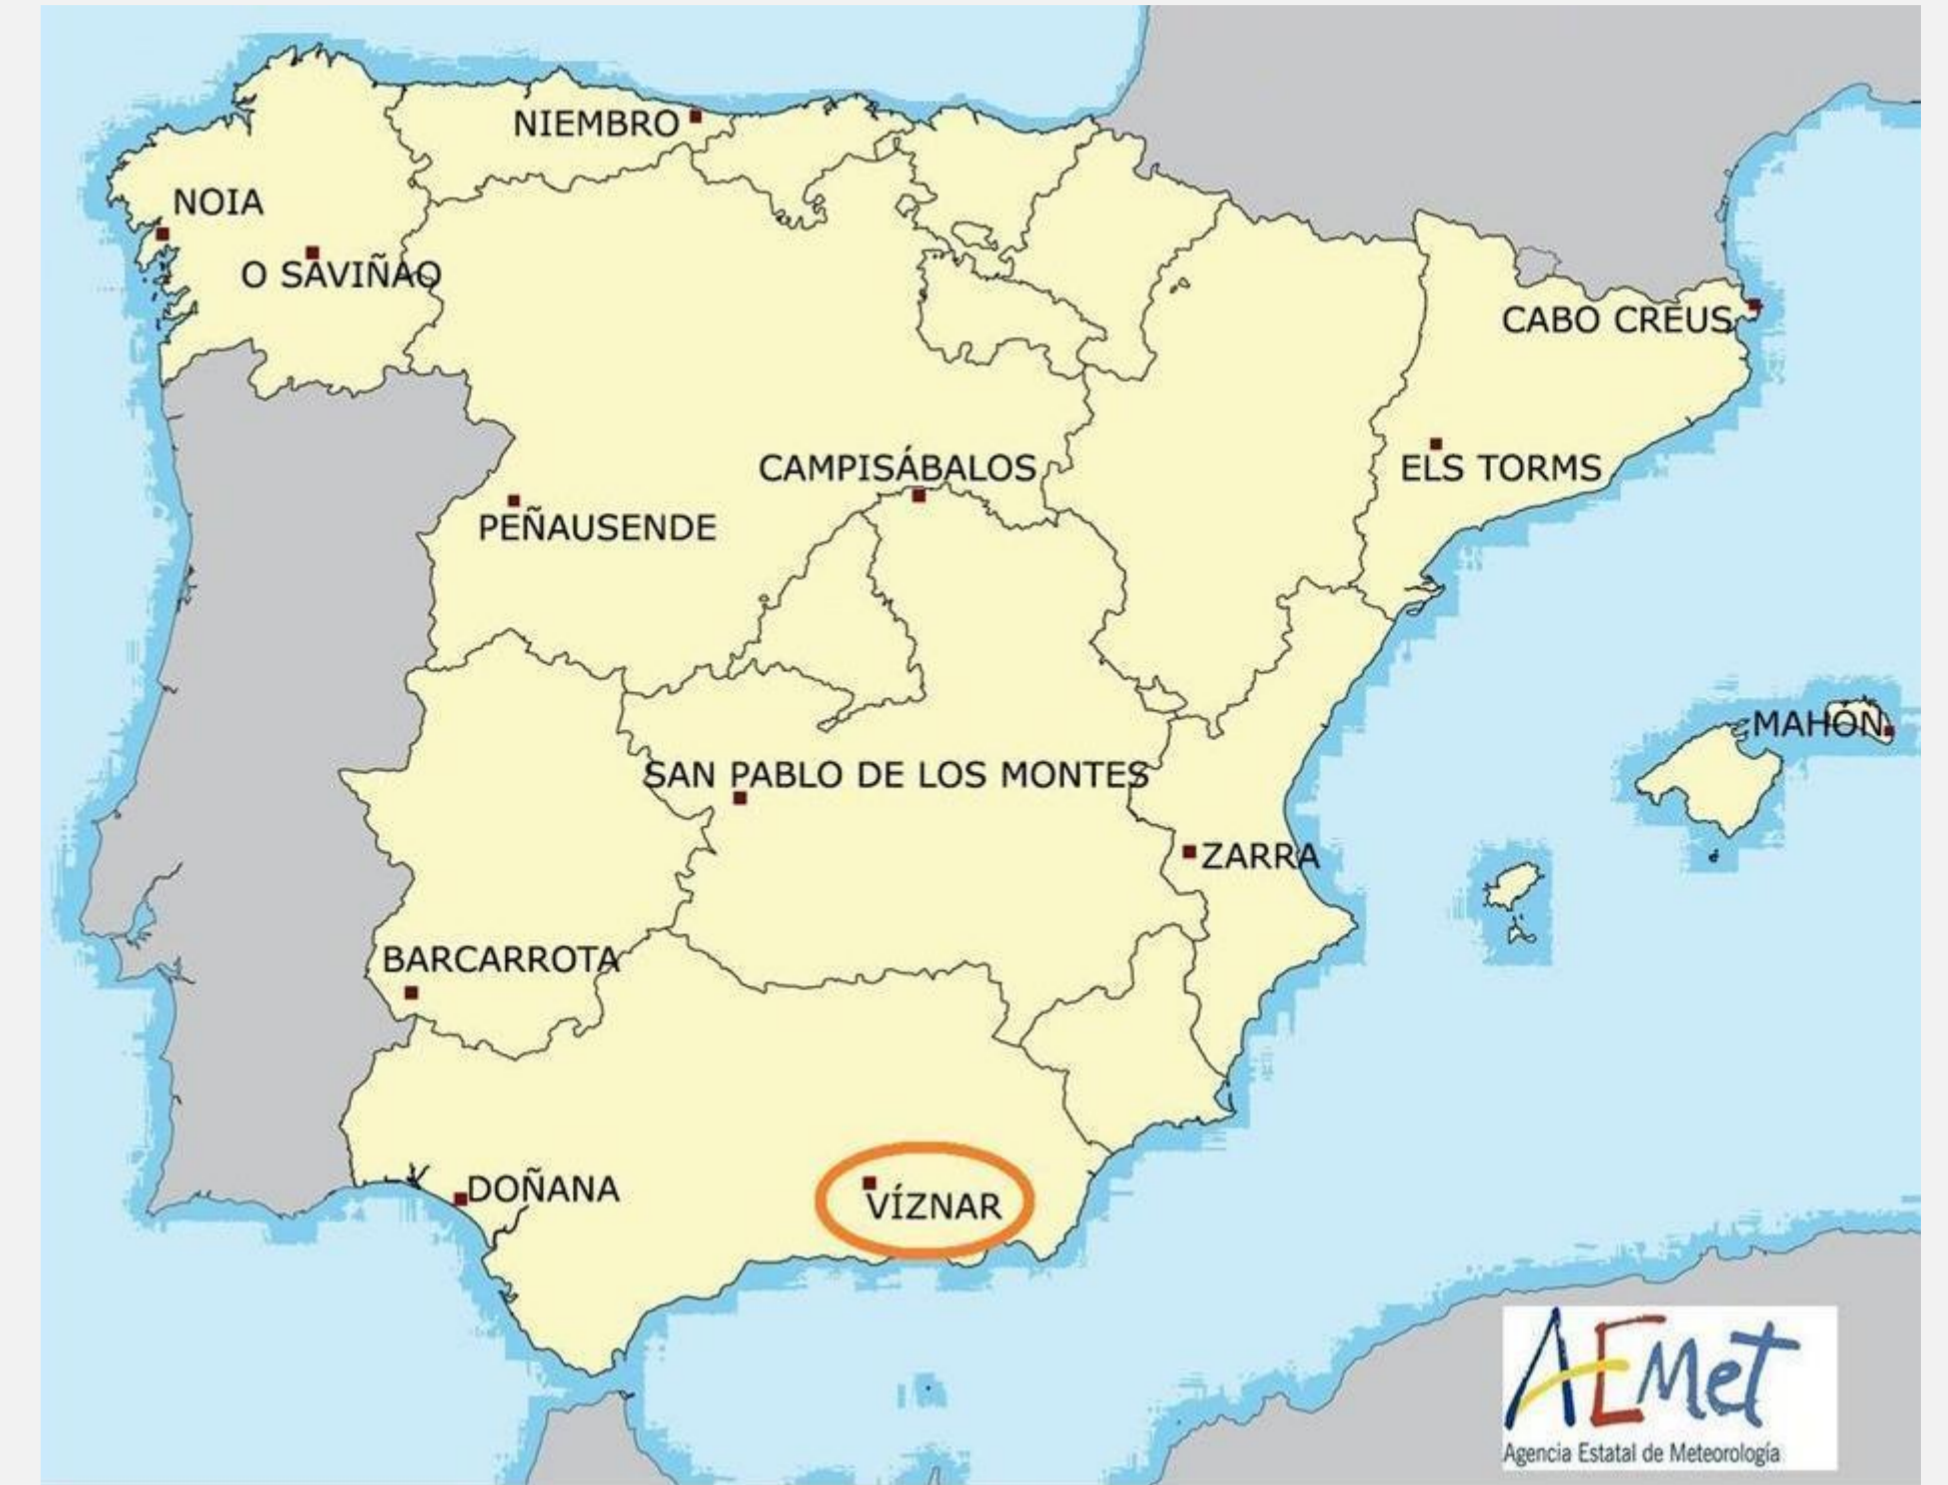 NIEMBRO
NOIA
O SAVIÑAO
CABO CREUS
CAMPISÁBALOS
ELS TORMS
PEÑAUSENDE
MAHÓN
SAN PABLO DE LOS MONTES
ZARRA
BARCARROTA
DOÑANA
VÍZNAR
AEMet
Agencia Estatal de Meteorología